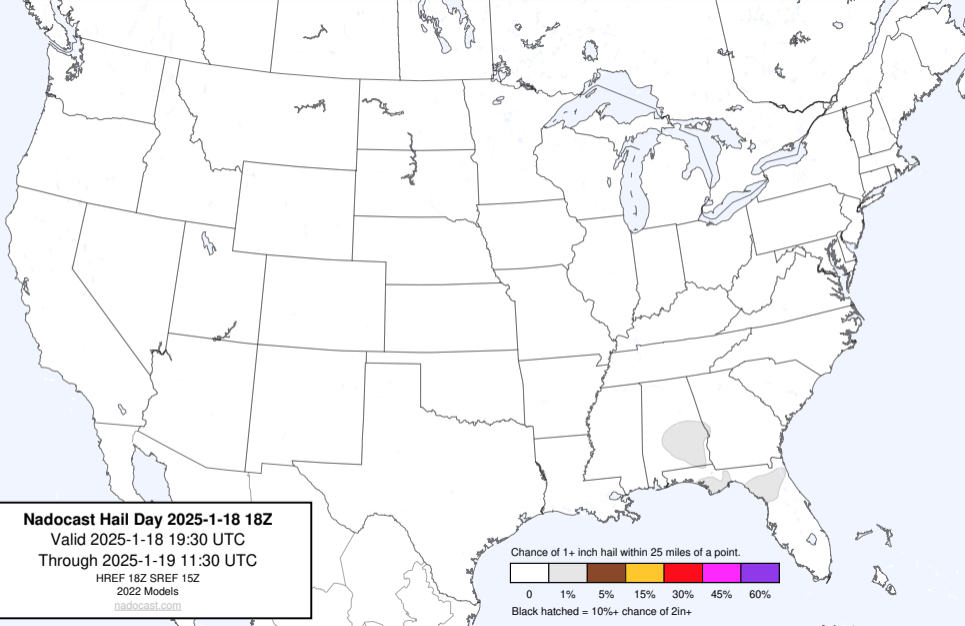 Nadocast Hail Day 2025-1-18 18Z
Valid 2025-1-18 19:30 UTC
Through 2025-1-19 11:30 UTC
HREF 18Z SREF 15Z
2022 Models
nadocast.com
Chance of 1+ inch hail within 25 miles of a point.
0 1% 5% 15% 30% 45% 60%
Black hatched = 10%+ chance of 2in+